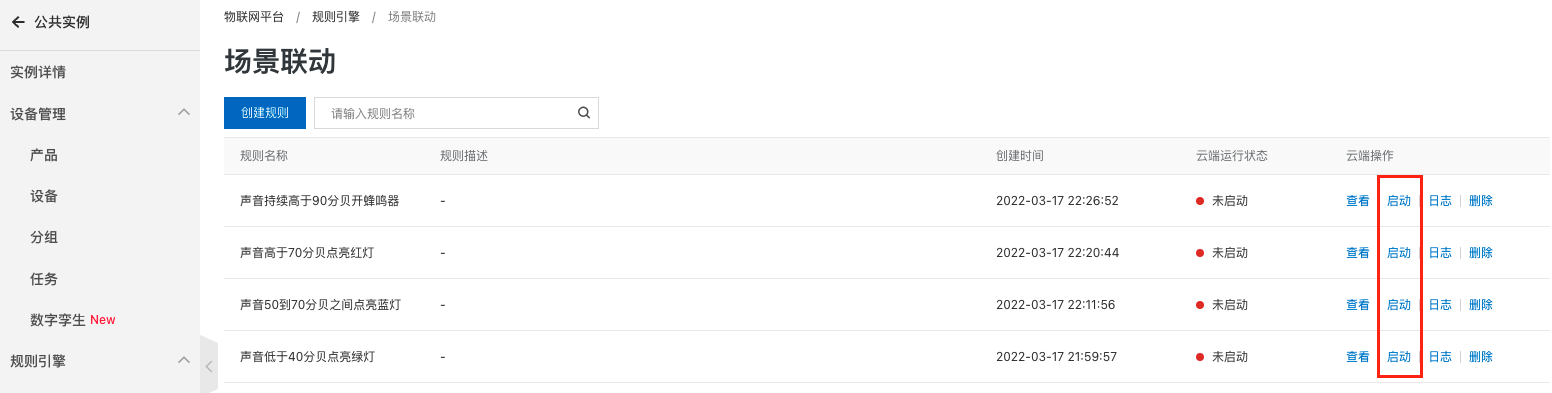 公共实例
实例详情
设备管理
产品
设备
分组
任务
数字孪生 New
规则引擎
物联网平台 / 规则引擎 / 场景联动
场景联动
创建规则 请输入规则名称
规则名称 规则描述 创建时间 云端运行状态 云端操作
声音持续高于90分贝开蜂鸣器 - 2022-03-17 22:26:52 未启动 查看 启动 日志 删除
声音高于70分贝点亮红灯 - 2022-03-17 22:20:44 未启动 查看 启动 日志 删除
声音50到70分贝之间点亮蓝灯 - 2022-03-17 22:11:56 未启动 查看 启动 日志 删除
声音低于40分贝点亮绿灯 - 2022-03-17 21:59:57 未启动 查看 启动 日志 删除